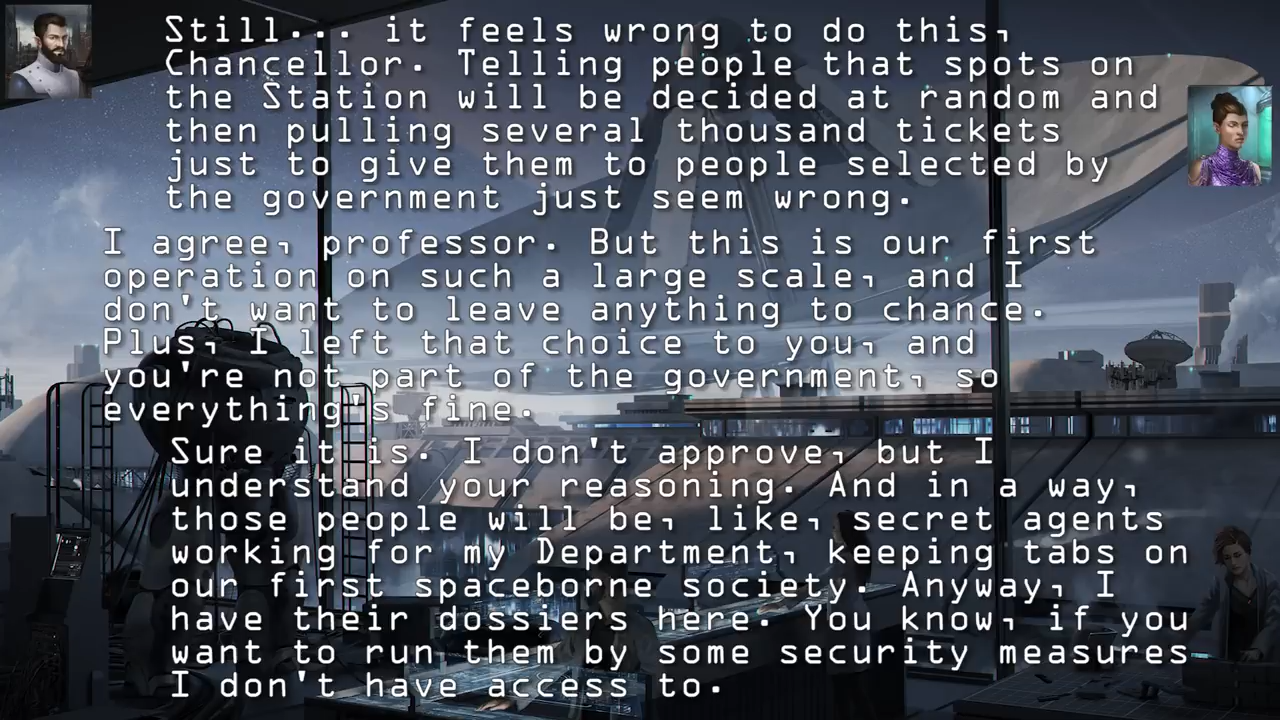 Still... it feels wrong to do this,
Chancellor. Telling people that spots on
the Station will be decided at random and
then pulling several thousand tickets
just to give them to people selected by
the government just seem wrong.
I agree, professor. But this is our first
operation on such a large scale, and I
don't want to leave anything to chance.
Plus, I left that choice to you, and
you're not part of the government, so
everything's fine.
Sure it is. I don't approve, but I
understand your reasoning. And in a way,
those people will be, like, secret agents
working for my Department, keeping tabs on
our first spaceborne society. Anyway, I
have their dossiers here. You know, if you
want to run them by some security measures
I don't have access to.